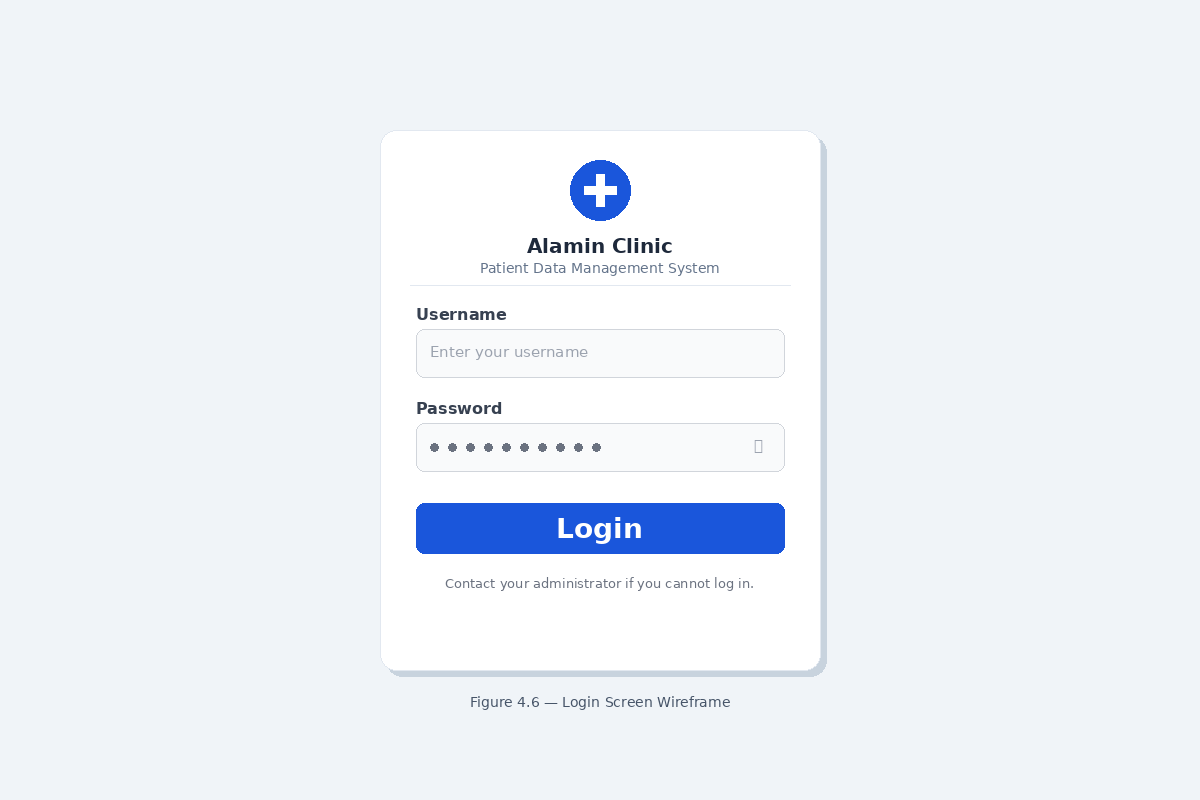 Alamin Clinic
Patient Data Management System
Username
Enter your username
Password
Login
Contact your administrator if you cannot log in.
Figure 4.6 — Login Screen Wireframe